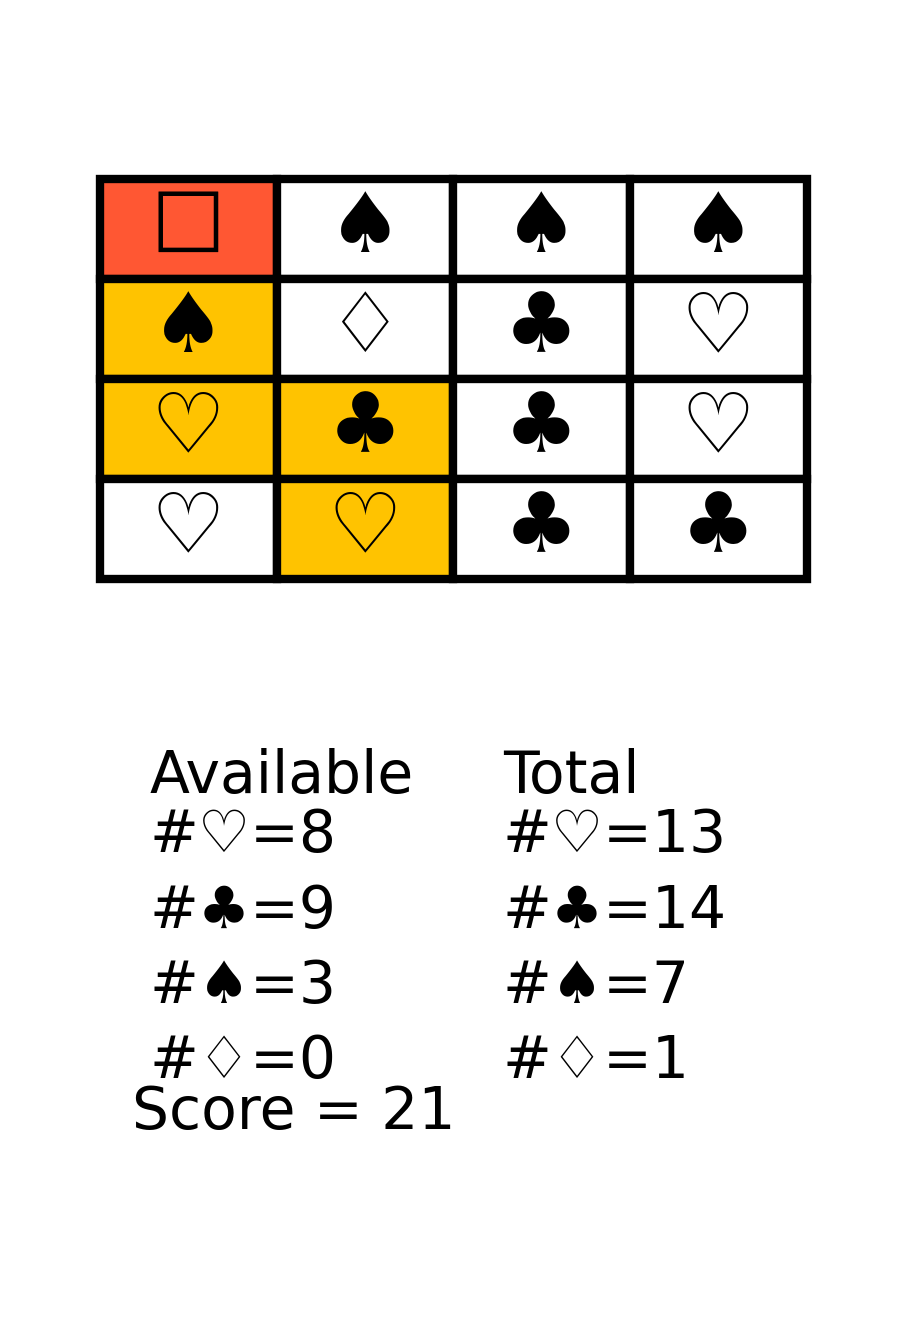 □ ♠ ♠ ♠
♠ ♢ ♣ ♡
♡ ♣ ♣ ♡
♡ ♡ ♣ ♣
Available Total
#♡=8 #♡=13
#♣=9 #♣=14
#♠=3 #♠=7
#♢=0 #♢=1
Score = 21